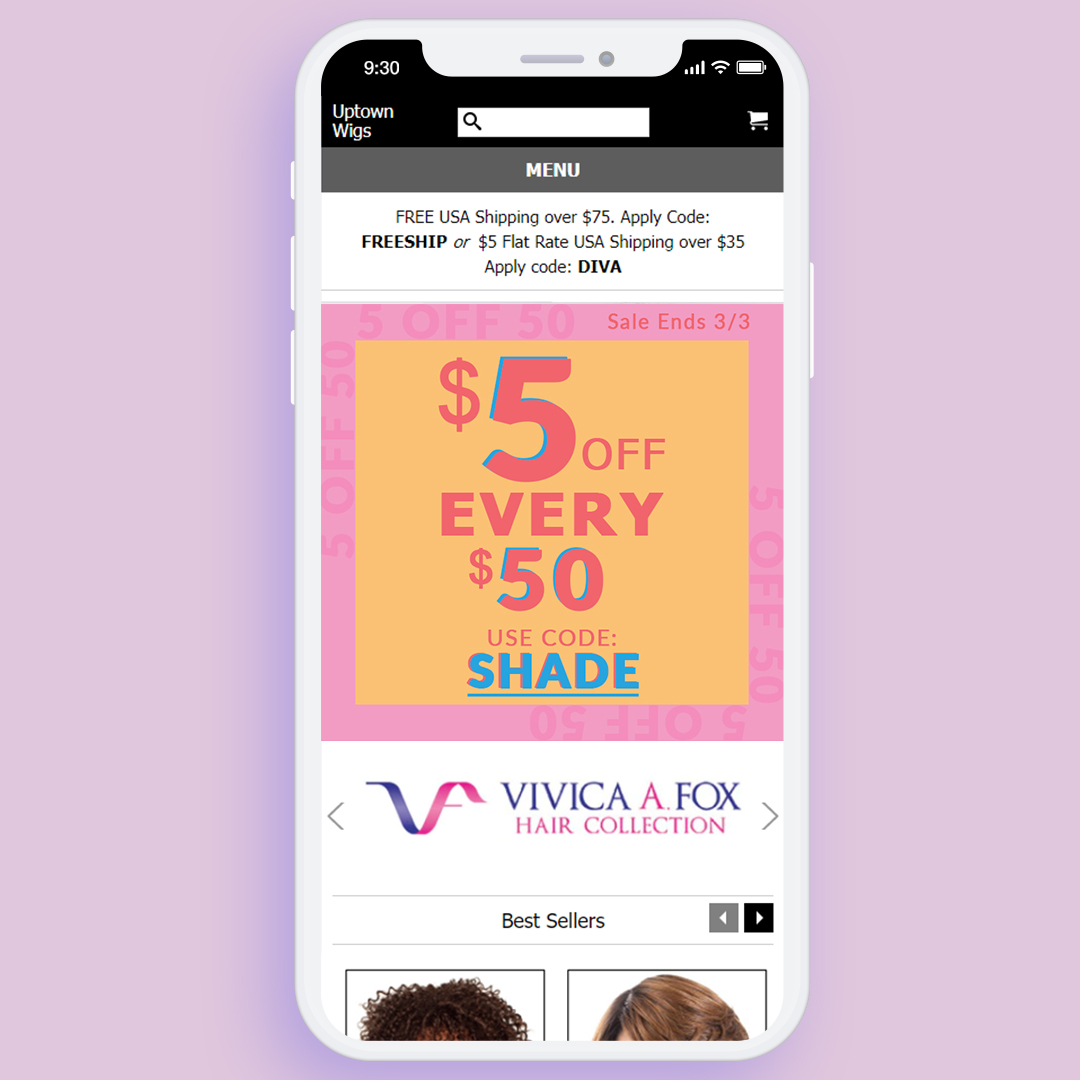 9:30
Uptown
Wigs
MENU
FREE USA Shipping over $75. Apply Code:
FREESHIP or $5 Flat Rate USA Shipping over $35
Apply code: DIVA
5 OFF 50
Sale Ends 3/3
5 OFF 50
$5 OFF
EVERY
$50
USE CODE:
SHADE
5 OFF 50
5 OFF 50
VF
VIVICA A. FOX
HAIR COLLECTION
Best Sellers